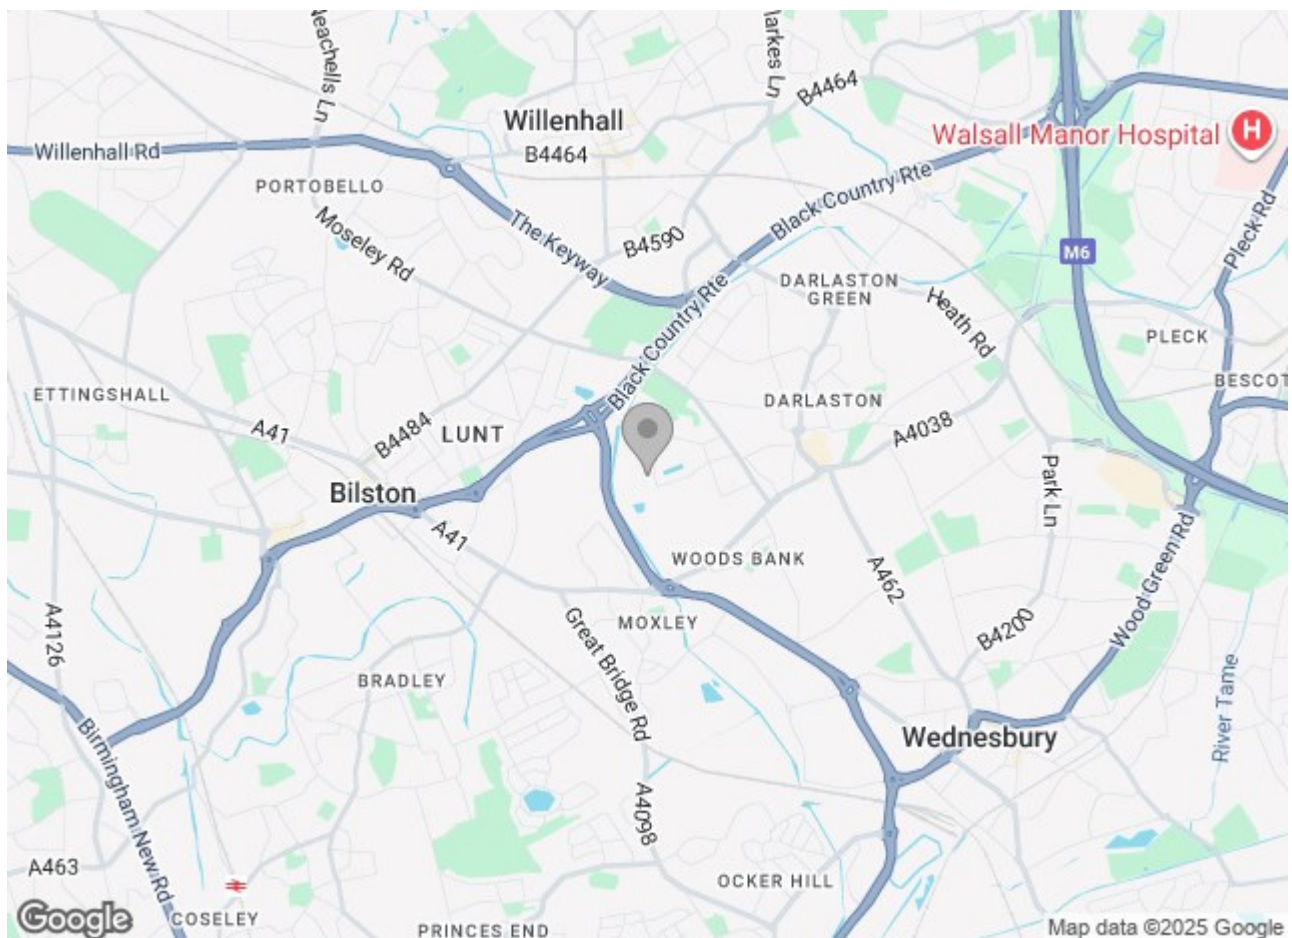 Neachells Ln
Markes Ln
B4464
Willenhall
B4464
Walsall Manor Hospital
H
Willenhall Rd
PORTOBELLO
Black Country Rte
Moseley Rd
The Keyway
B4590
M6
Pleck Rd
DARLASTON
GREEN
Heath Rd
PLECK
Black Country Rte
BESCOT
ETTINGSHALL
A41
B4484
LUNT
DARLASTON
A4038
Bilston
Park Ln
A41
WOODS BANK
A462
Wood Green Rd
A4126
MOXLEY
Great Bridge Rd
B4200
BRADLEY
River Tame
Birmingham New Rd
Wednesbury
A4098
A463
OCKER HILL
COSELEY
PRINCES END
Google
Map data ©2025 Google